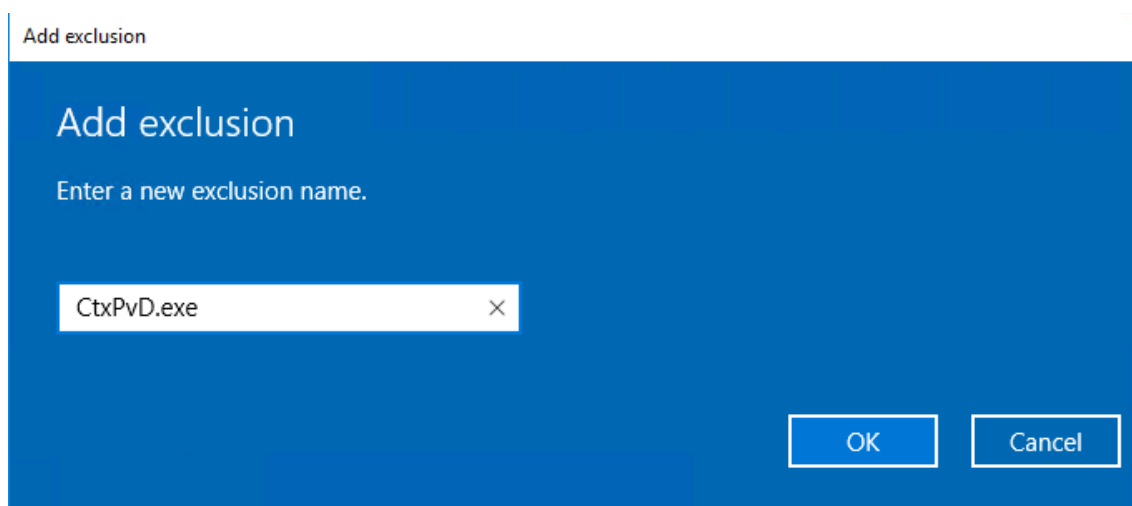 Add exclusion
Add exclusion
Enter a new exclusion name.
CtxPvD.exe
OK
Cancel